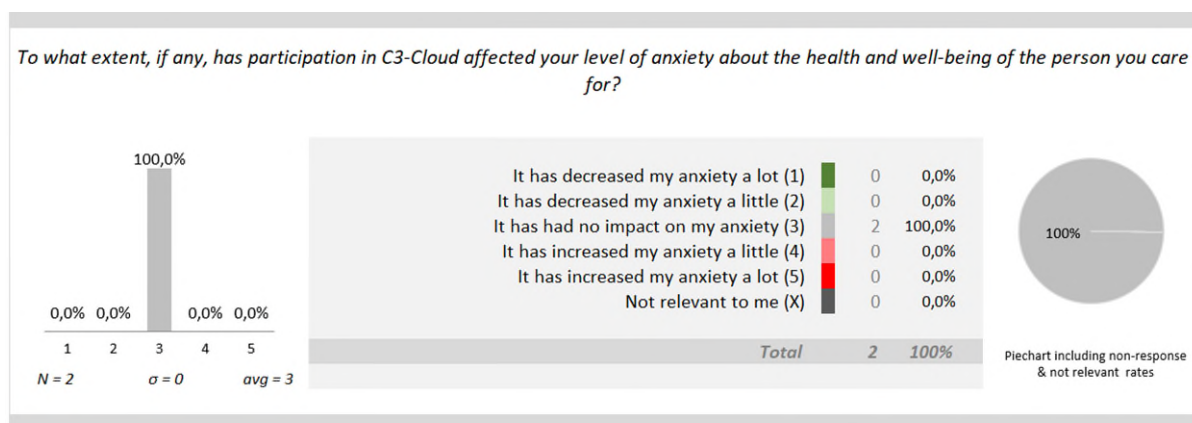 To what extent, if any, has participation in C3-Cloud affected your level of anxiety about the health and well-being of the person you care
for?
100,0%
0,0% 0,0% 0,0% 0,0%
1 2 3 4 5
N = 2 σ = 0 avg = 3
It has decreased my anxiety a lot (1) 0 0,0%
It has decreased my anxiety a little (2) 0 0,0%
It has had no impact on my anxiety (3) 2 100,0%
It has increased my anxiety a little (4) 0 0,0%
It has increased my anxiety a lot (5) 0 0,0%
Not relevant to me (X) 0 0,0%
Total 2 100%
100%
Piechart including non-response
& not relevant rates